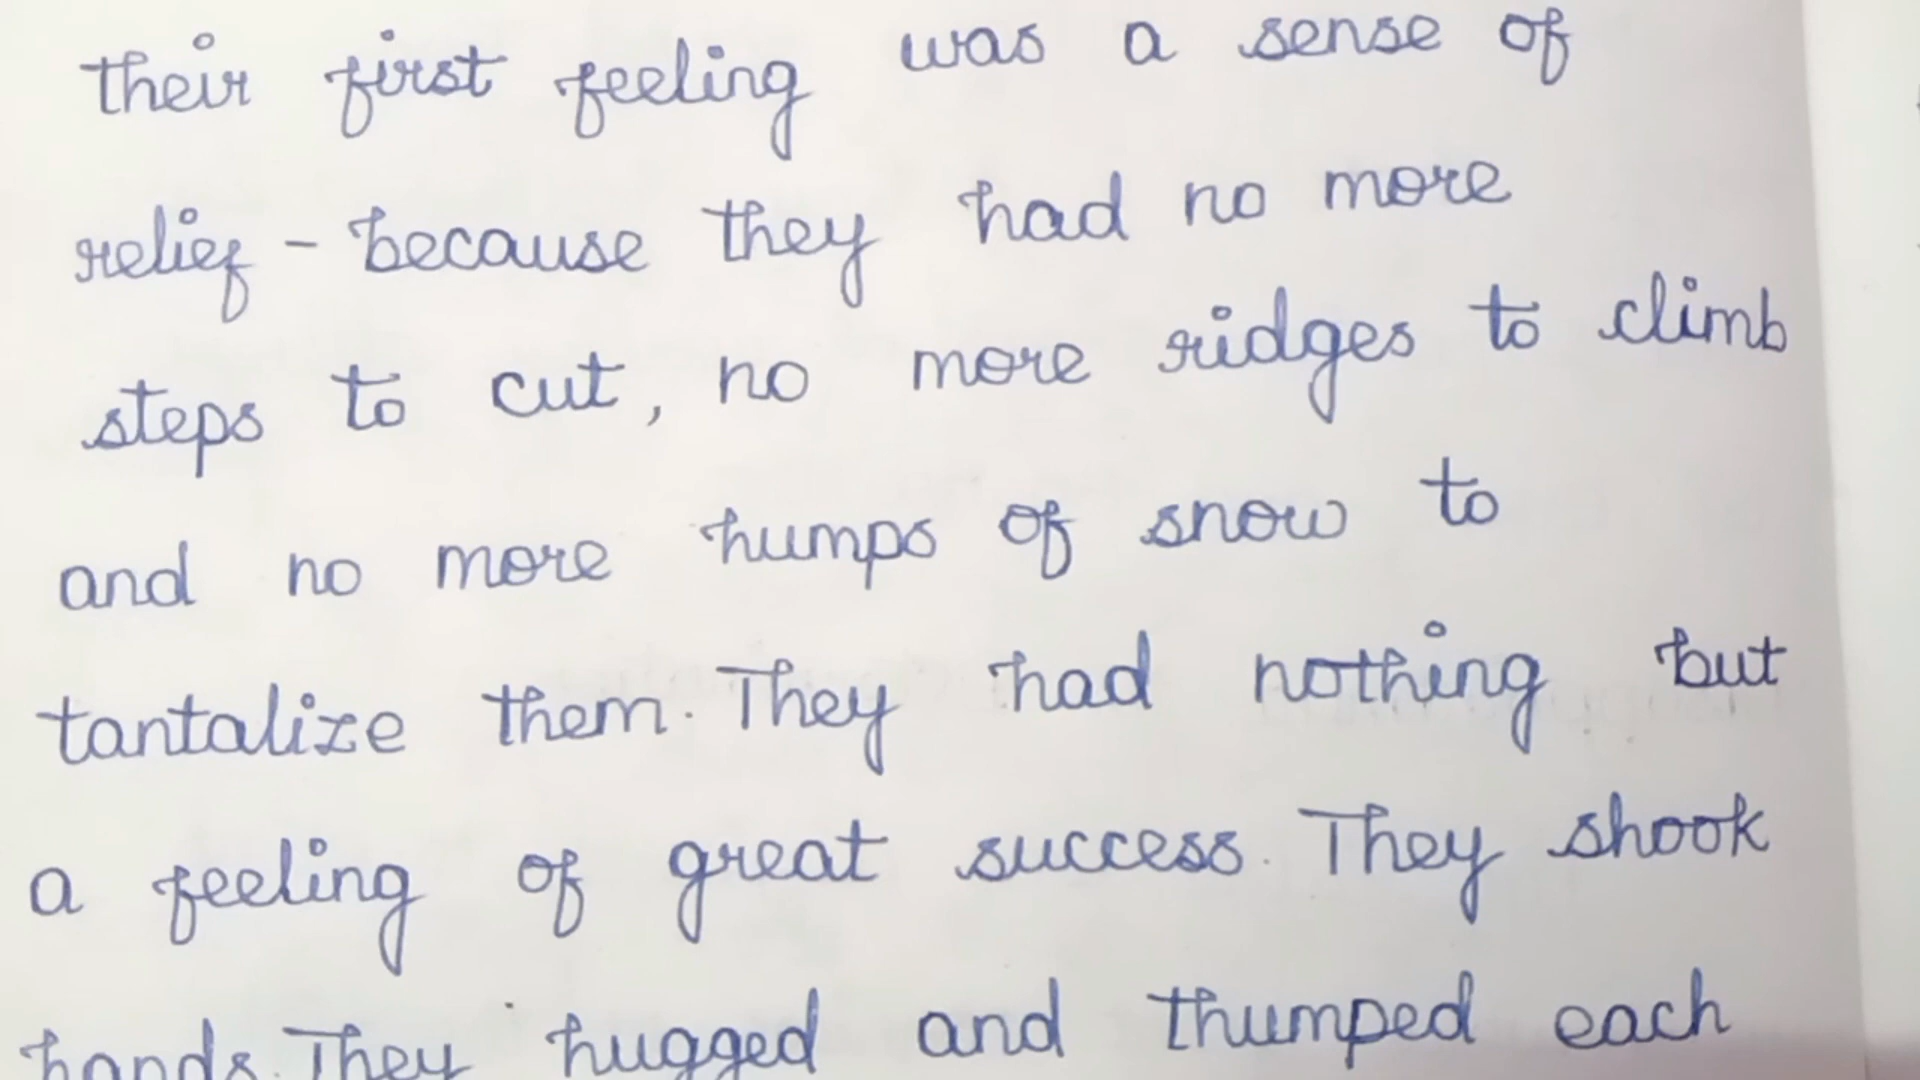 their first feeling was a sense of
relief - because they had no more
steps to cut, no more ridges to climb
and no more humps of snow to
tantalize them. They had nothing but
a feeling of great success. They shook
hands. They hugged and thumped each